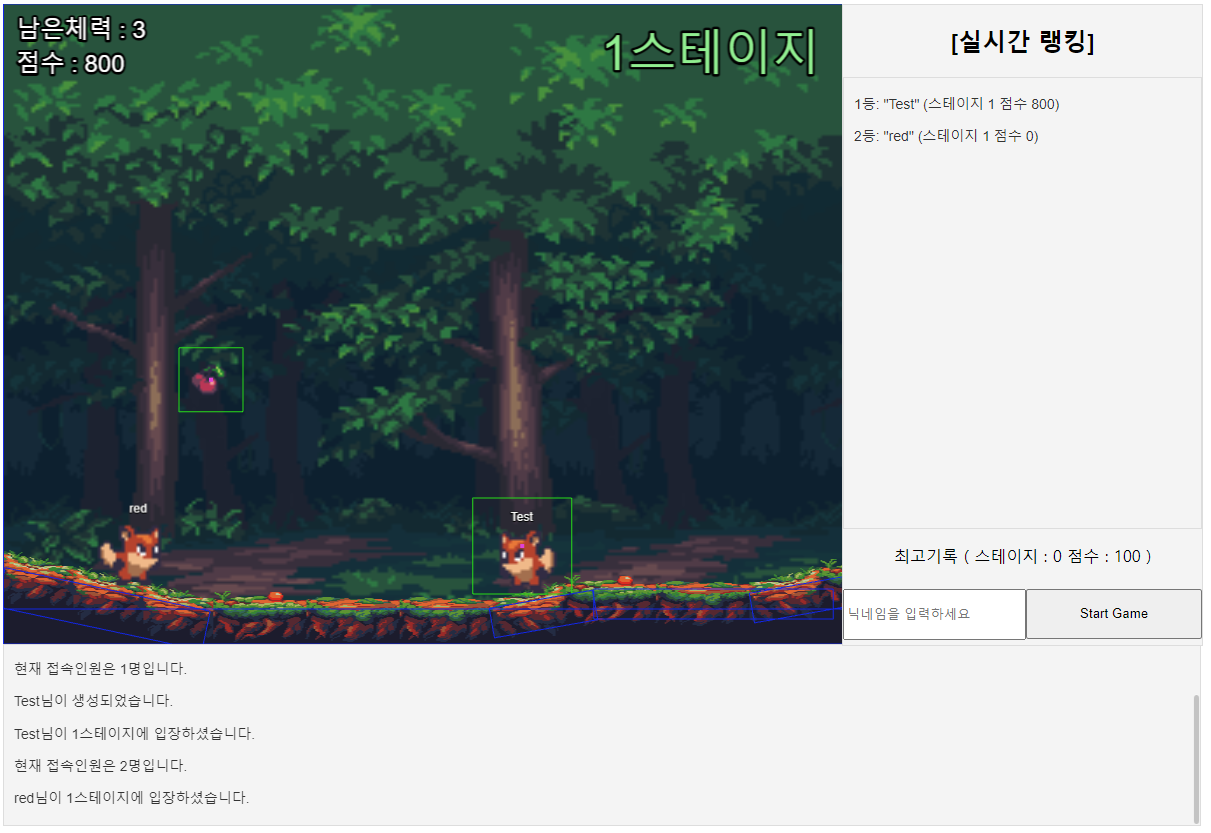 남은체력 : 3
점수 : 800
1스테이지
red
Test
[실시간 랭킹]
1등: "Test" (스테이지 1 점수 800)
2등: "red" (스테이지 1 점수 0)
최고기록 ( 스테이지 : 0 점수 : 100 )
닉네임을 입력하세요
Start Game
현재 접속인원은 1명입니다.
Test님이 생성되었습니다.
Test님이 1스테이지에 입장하셨습니다.
현재 접속인원은 2명입니다.
red님이 1스테이지에 입장하셨습니다.